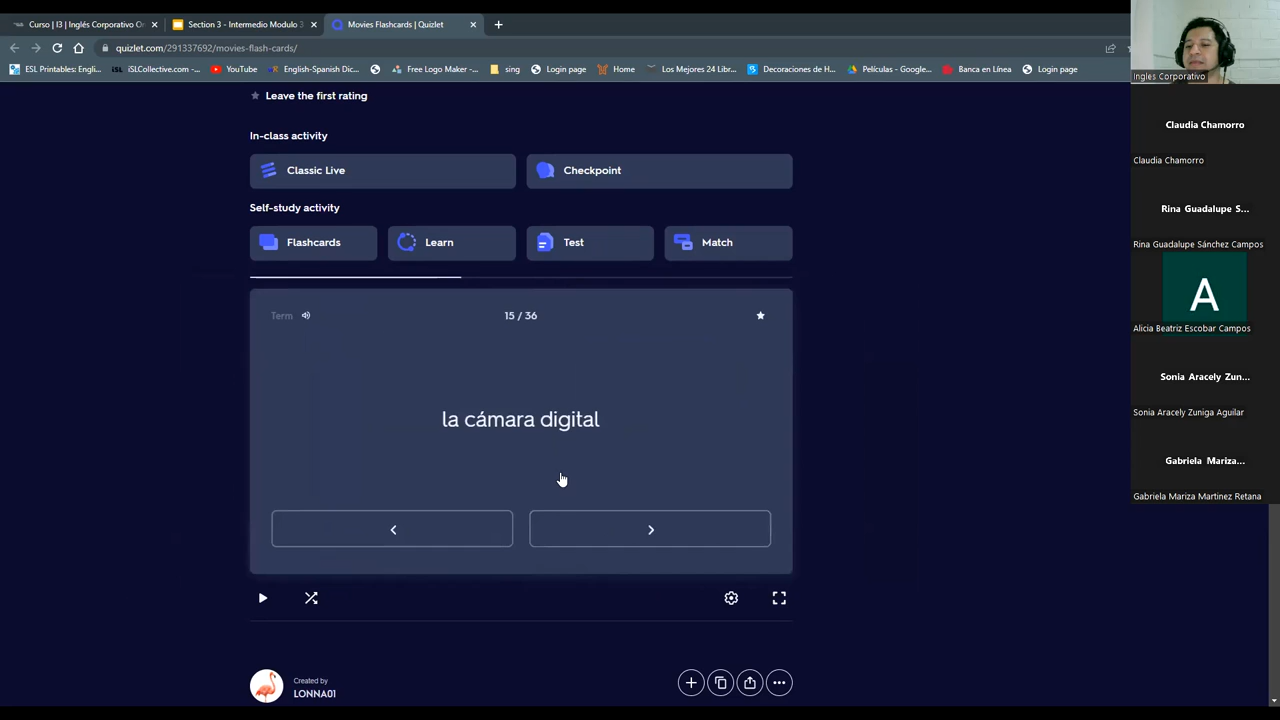 Curso | I3 | Inglés Corporativo On
Section 3 - Intermedio Modulo 3
Movies Flashcards | Quizlet
quizlet.com/291337692/movies-flash-cards/
ESL Printables: Engli...
iSLCollective.com -...
YouTube
English-Spanish Dic...
Free Logo Maker -...
sing
Login page
Home
Los Mejores 24 Libr...
Decoraciones de H...
Películas - Google...
Banca en Línea
Login page
Leave the first rating
In-class activity
Classic Live
Checkpoint
Self-study activity
Flashcards
Learn
Test
Match
Term
15 / 36
la cámara digital
Created by
LONNA01
Ingles Corporativo
Claudia Chamorro
Claudia Chamorro
Rina Guadalupe S...
Rina Guadalupe Sánchez Campos
A
Alicia Beatriz Escobar Campos
Sonia Aracely Zun...
Sonia Aracely Zuniga Aguilar
Gabriela Mariza...
Gabriela Mariza Martinez Retana